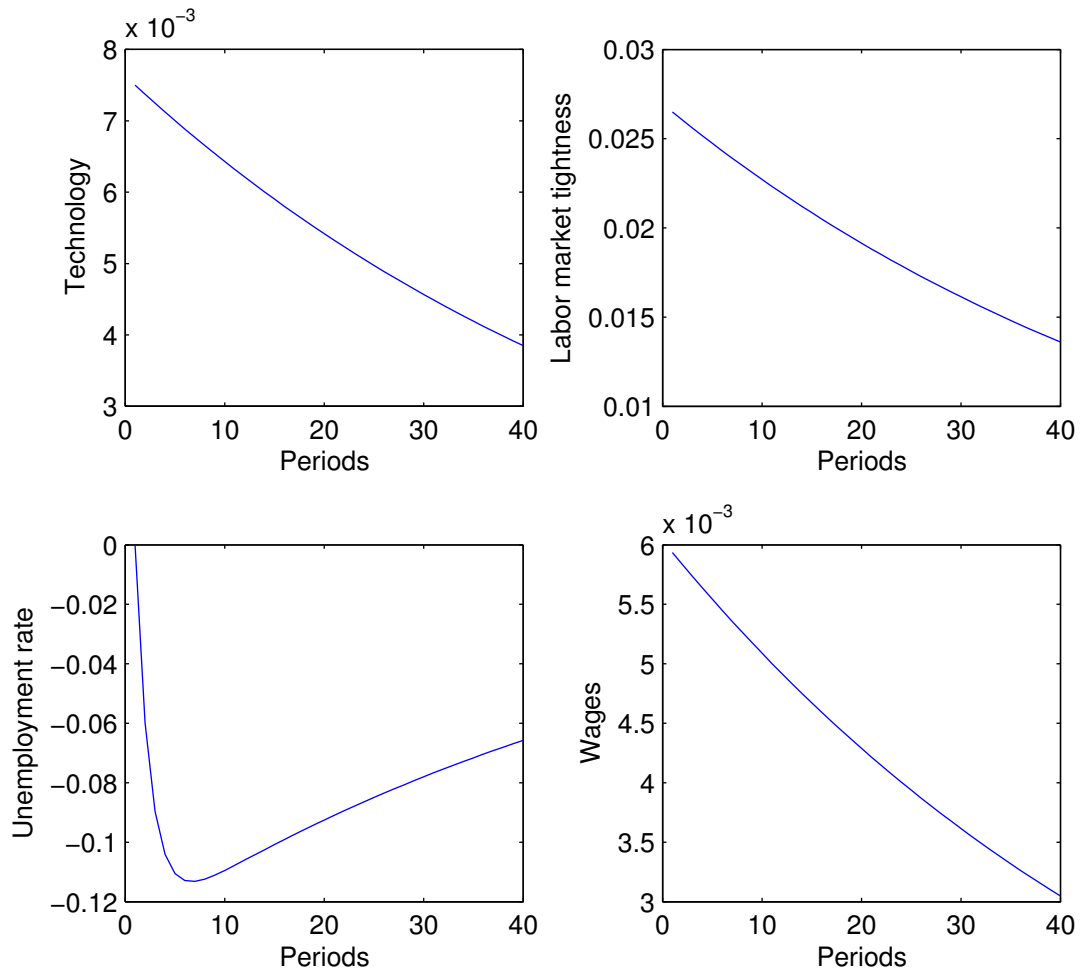 x 10⁻³
8
7
6
5
4
3
0 10 20 30 40
Periods
Technology
0.03
0.025
0.02
0.015
0.01
0 10 20 30 40
Periods
Labor market tightness
0
−0.02
−0.04
−0.06
−0.08
−0.1
−0.12
0 10 20 30 40
Periods
Unemployment rate
x 10⁻³
6
5.5
5
4.5
4
3.5
3
0 10 20 30 40
Periods
Wages